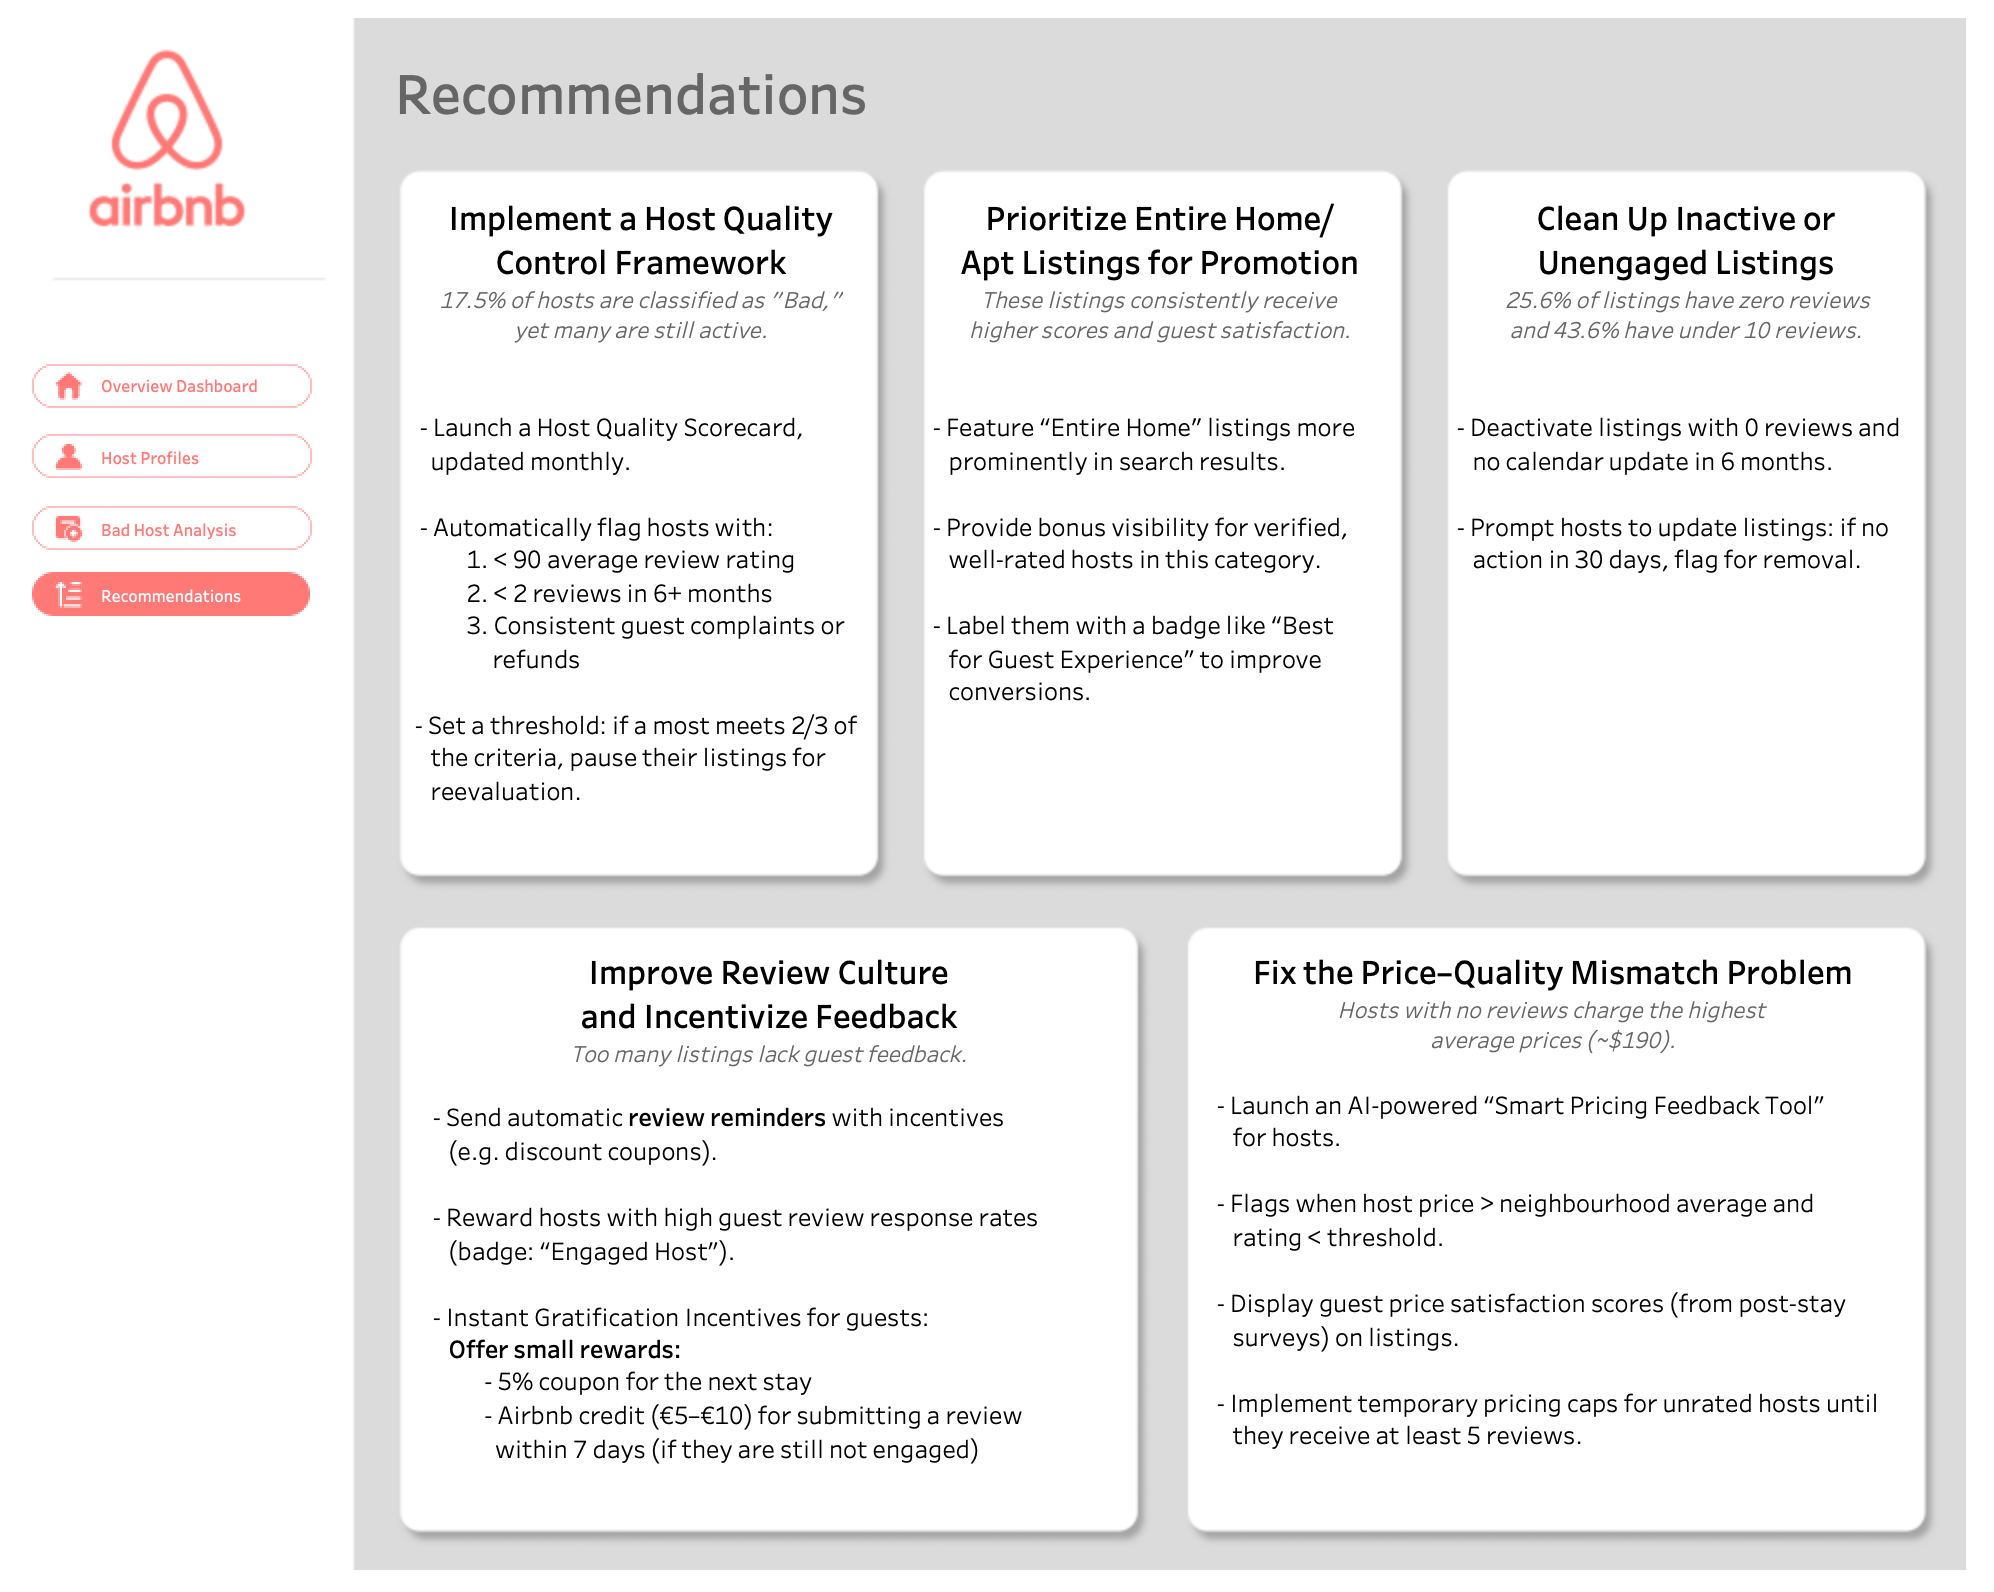 airbnb
Overview Dashboard
Host Profiles
Bad Host Analysis
Recommendations
Recommendations
Implement a Host Quality
Control Framework
17.5% of hosts are classified as "Bad,"
yet many are still active.
- Launch a Host Quality Scorecard,
updated monthly.
- Automatically flag hosts with:
1. < 90 average review rating
2. < 2 reviews in 6+ months
3. Consistent guest complaints or
refunds
- Set a threshold: if a most meets 2/3 of
the criteria, pause their listings for
reevaluation.
Prioritize Entire Home/
Apt Listings for Promotion
These listings consistently receive
higher scores and guest satisfaction.
- Feature “Entire Home” listings more
prominently in search results.
- Provide bonus visibility for verified,
well-rated hosts in this category.
- Label them with a badge like “Best
for Guest Experience” to improve
conversions.
Clean Up Inactive or
Unengaged Listings
25.6% of listings have zero reviews
and 43.6% have under 10 reviews.
- Deactivate listings with 0 reviews and
no calendar update in 6 months.
- Prompt hosts to update listings: if no
action in 30 days, flag for removal.
Improve Review Culture
and Incentivize Feedback
Too many listings lack guest feedback.
- Send automatic review reminders with incentives
(e.g. discount coupons).
- Reward hosts with high guest review response rates
(badge: “Engaged Host”).
- Instant Gratification Incentives for guests:
Offer small rewards:
- 5% coupon for the next stay
- Airbnb credit (€5–€10) for submitting a review
within 7 days (if they are still not engaged)
Fix the Price–Quality Mismatch Problem
Hosts with no reviews charge the highest
average prices (~$190).
- Launch an AI-powered “Smart Pricing Feedback Tool”
for hosts.
- Flags when host price > neighbourhood average and
rating < threshold.
- Display guest price satisfaction scores (from post-stay
surveys) on listings.
- Implement temporary pricing caps for unrated hosts until
they receive at least 5 reviews.